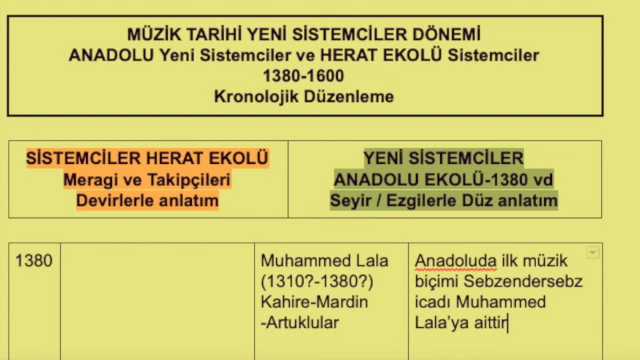 MÜZİK TARİHİ YENİ SİSTEMCİLER DÖNEMİ
ANADOLU Yeni Sistemciler ve HERAT EKOLÜ Sistemciler
1380-1600
Kronolojik Düzenleme
SİSTEMCİLER HERAT EKOLÜ
Meragi ve Takipçileri
Devirlerle anlatım
YENİ SİSTEMCİLER
ANADOLU EKOLÜ-1380 vd
Seyir / Ezgilerle Düz anlatım
1380
Muhammed Lala
(1310?-1380?)
Kahire-Mardin
-Artuklular
Anadoluda ilk müzik
biçimi Sebzendersebz
icadı Muhammed
Lala’ya aittir